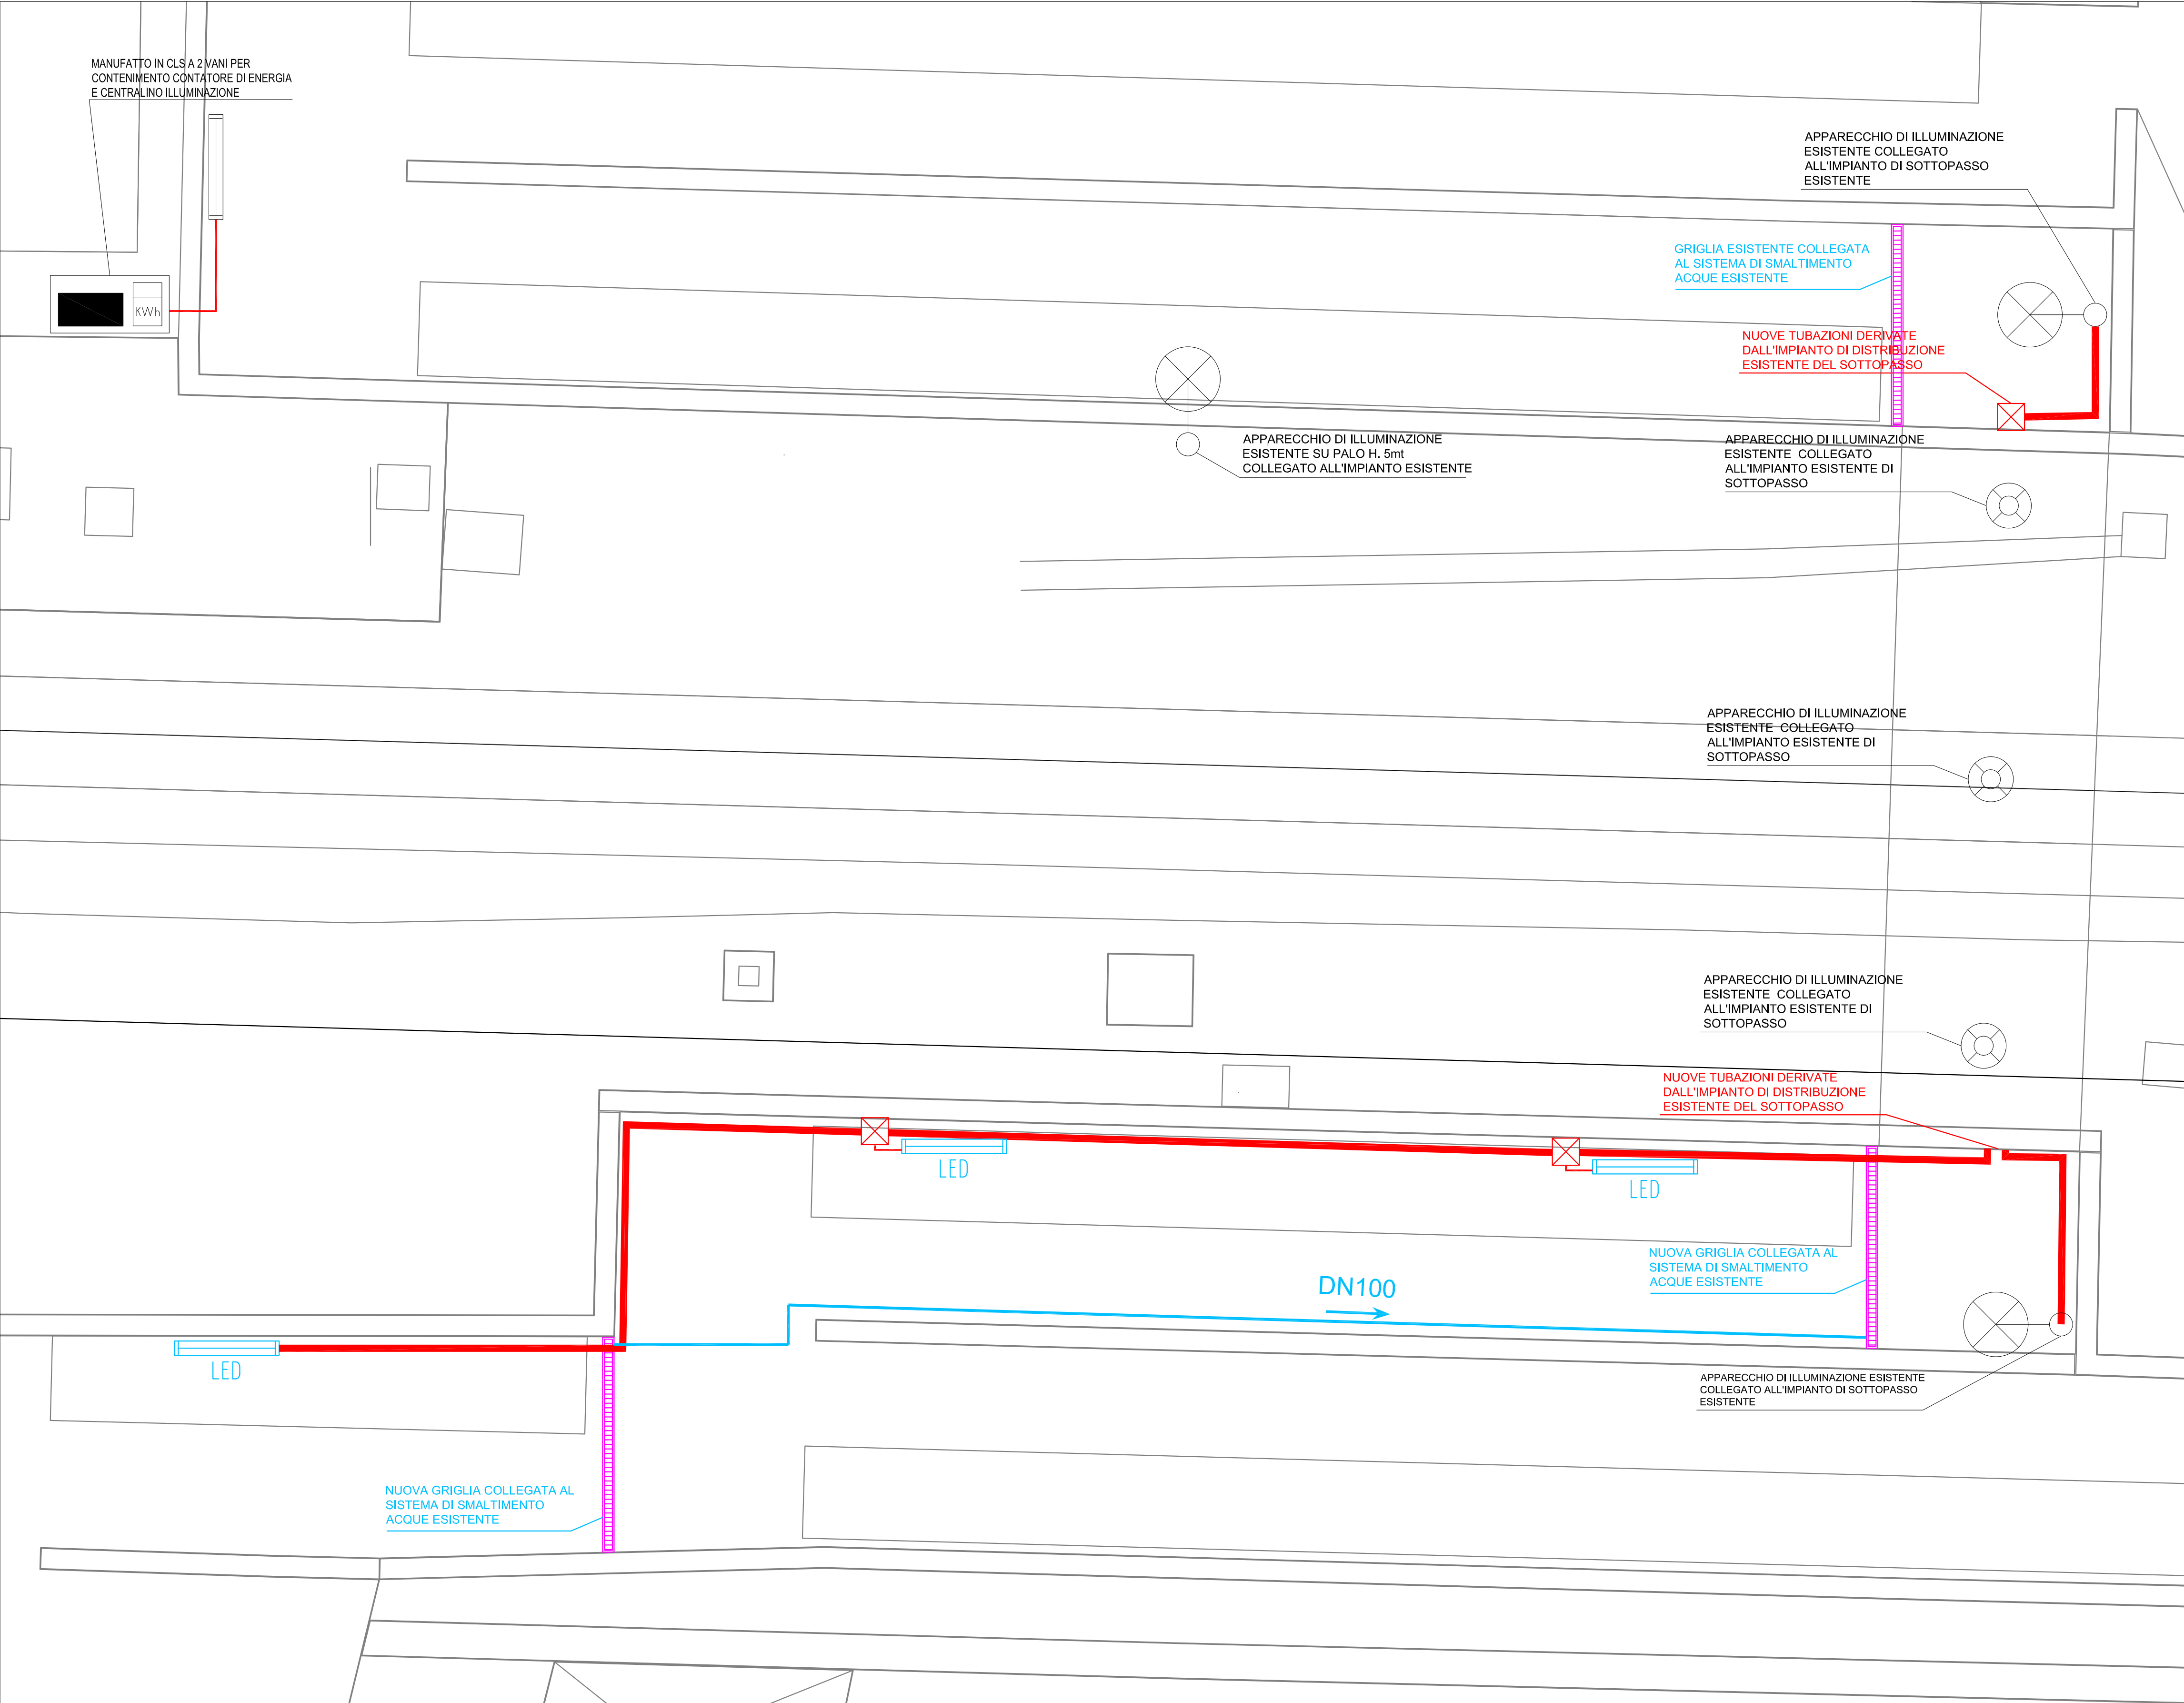 MANUFATTO IN CLS A 2 VANI PER
CONTENIMENTO CONTATORE DI ENERGIA
E CENTRALINO ILLUMINAZIONE
KWh
APPARECCHIO DI ILLUMINAZIONE
ESISTENTE COLLEGATO
ALL'IMPIANTO DI SOTTOPASSO
ESISTENTE
GRIGLIA ESISTENTE COLLEGATA
AL SISTEMA DI SMALTIMENTO
ACQUE ESISTENTE
NUOVE TUBAZIONI DERIVATE
DALL'IMPIANTO DI DISTRIBUZIONE
ESISTENTE DEL SOTTOPASSO
APPARECCHIO DI ILLUMINAZIONE
ESISTENTE SU PALO H. 5mt
COLLEGATO ALL'IMPIANTO ESISTENTE
APPARECCHIO DI ILLUMINAZIONE
ESISTENTE COLLEGATO
ALL'IMPIANTO ESISTENTE DI
SOTTOPASSO
APPARECCHIO DI ILLUMINAZIONE
ESISTENTE COLLEGATO
ALL'IMPIANTO ESISTENTE DI
SOTTOPASSO
APPARECCHIO DI ILLUMINAZIONE
ESISTENTE COLLEGATO
ALL'IMPIANTO ESISTENTE DI
SOTTOPASSO
NUOVE TUBAZIONI DERIVATE
DALL'IMPIANTO DI DISTRIBUZIONE
ESISTENTE DEL SOTTOPASSO
LED
LED
NUOVA GRIGLIA COLLEGATA AL
SISTEMA DI SMALTIMENTO
ACQUE ESISTENTE
DN100
LED
APPARECCHIO DI ILLUMINAZIONE ESISTENTE
COLLEGATO ALL'IMPIANTO DI SOTTOPASSO
ESISTENTE
NUOVA GRIGLIA COLLEGATA AL
SISTEMA DI SMALTIMENTO
ACQUE ESISTENTE